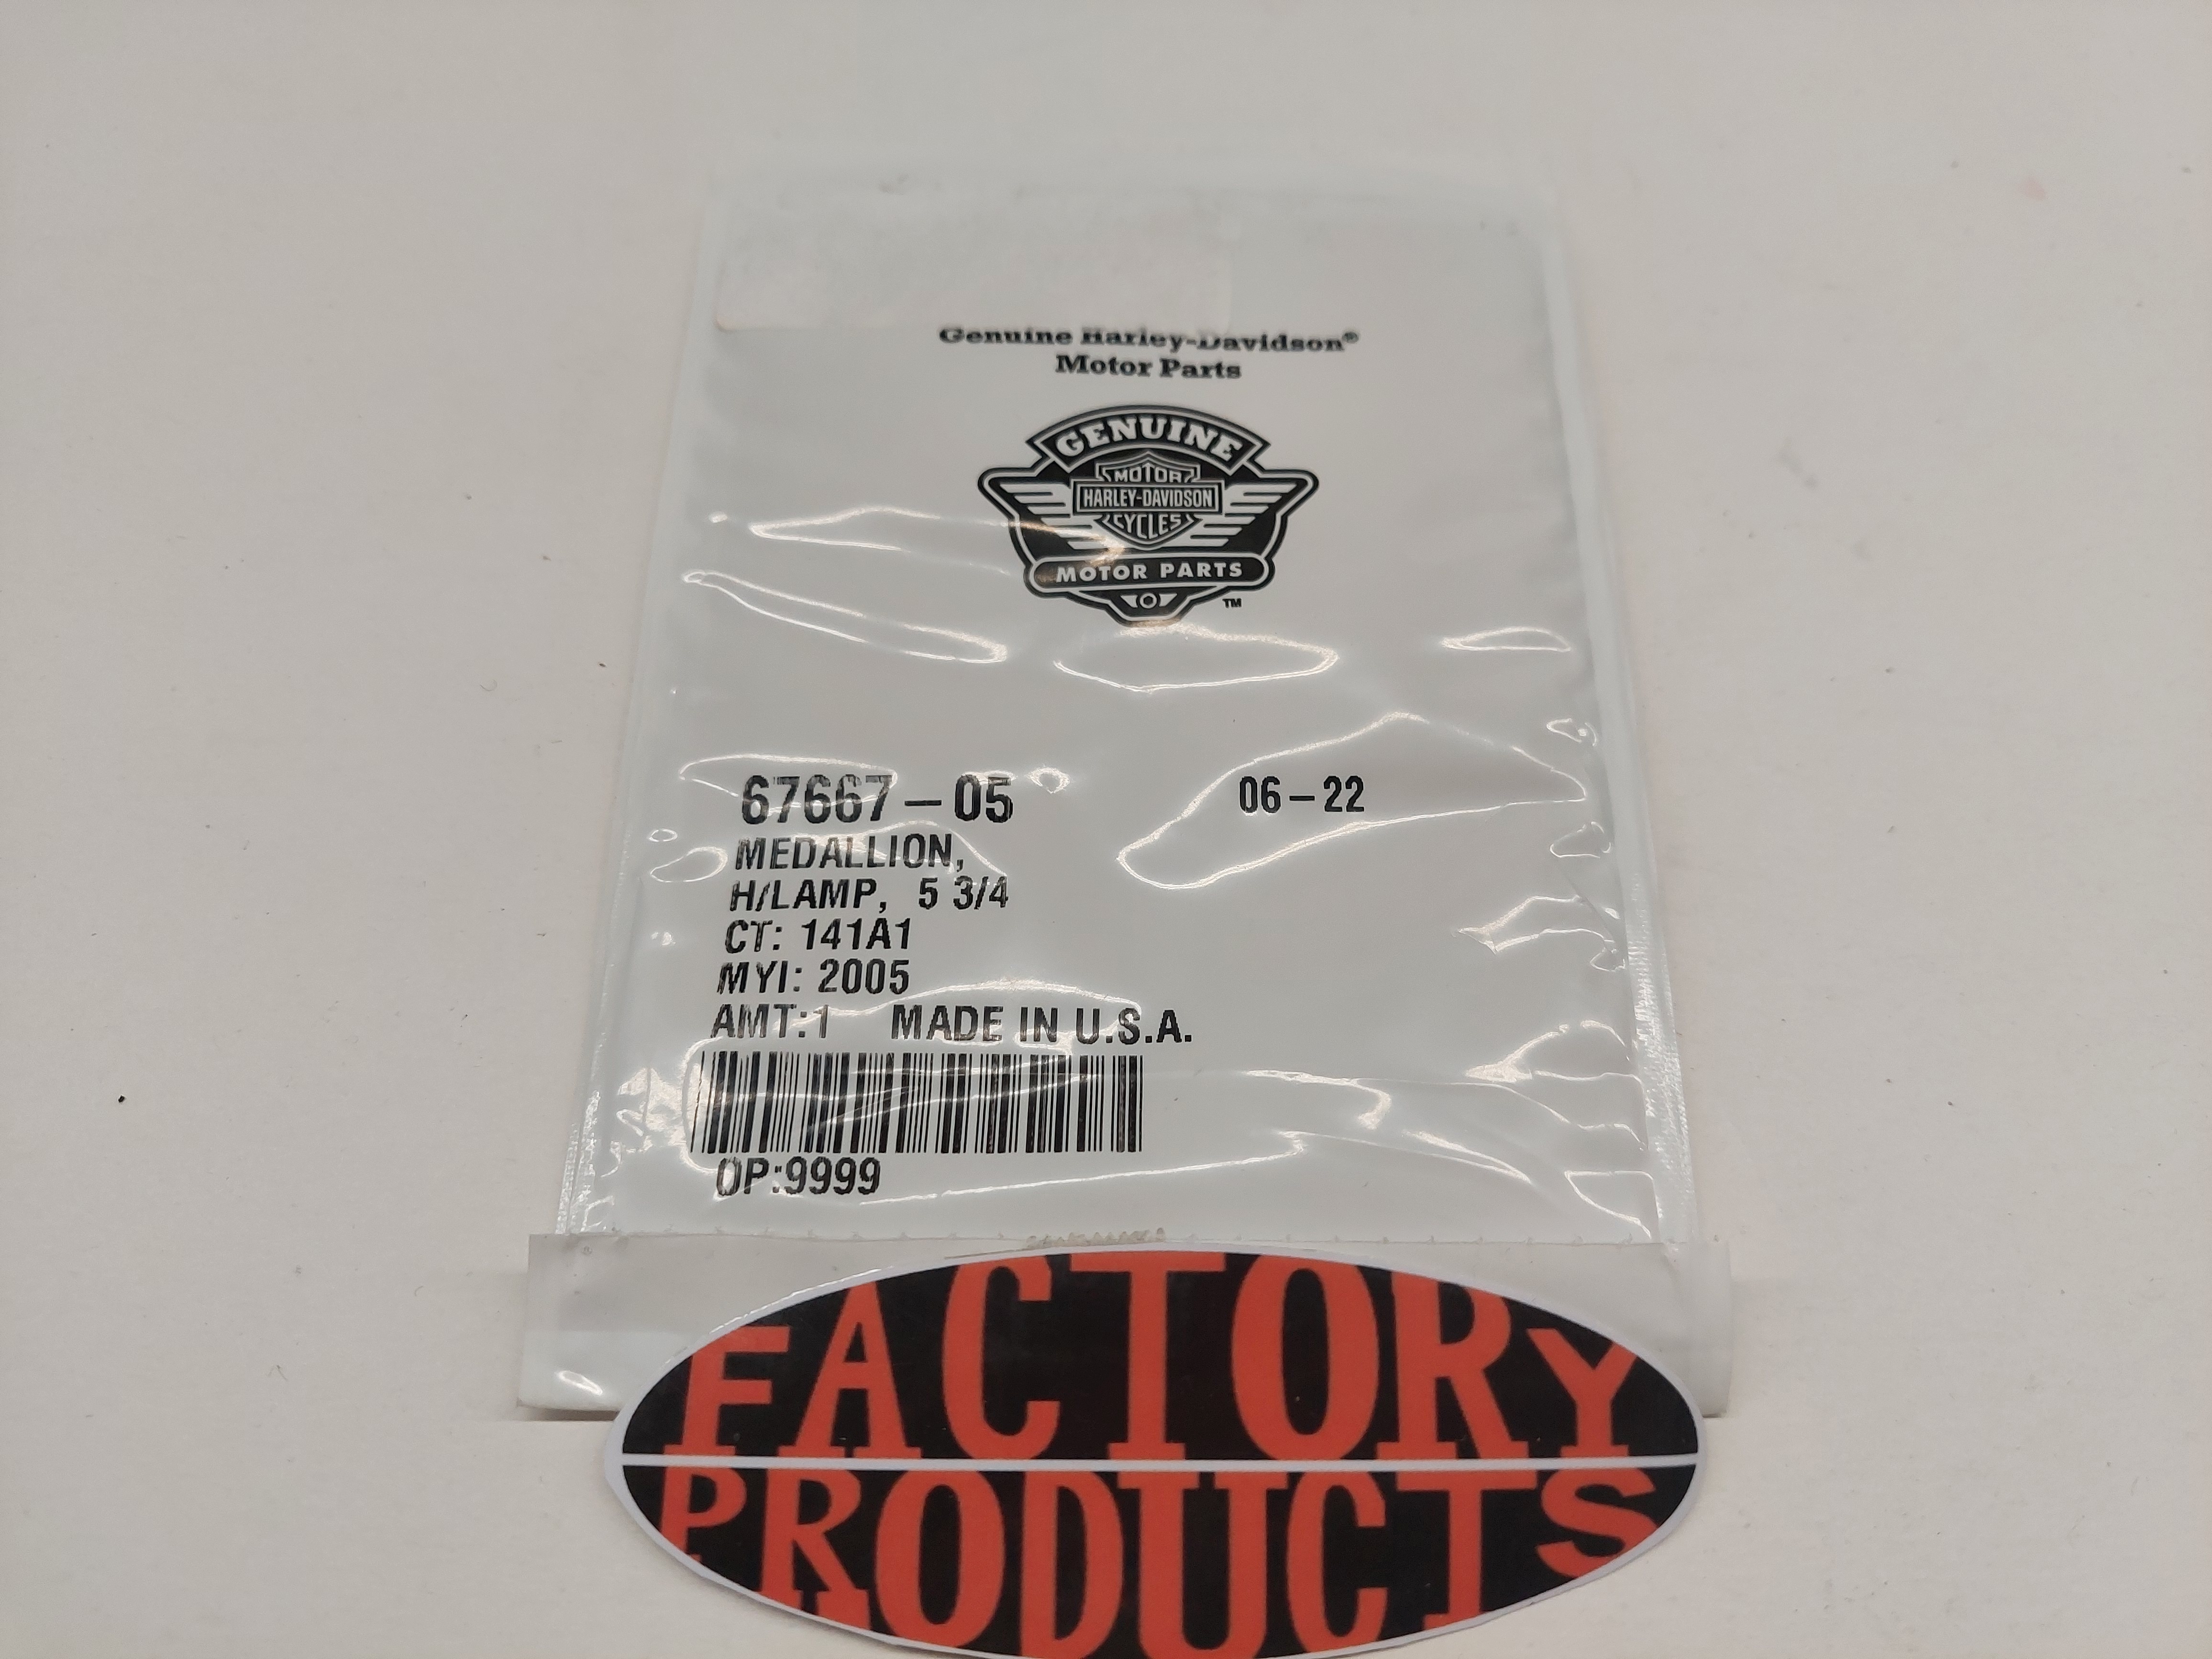 Genuine Harley-Davidson®
Motor Parts
GENUINE
MOTOR
HARLEY-DAVIDSON
CYCLES
MOTOR PARTS
™
67667-05 06-22
MEDALLION,
H/LAMP, 5 3/4
CT: 141A1
MYI: 2005
AMT:1 MADE IN U.S.A.
OP:9999
FACTORY
PRODUCTS